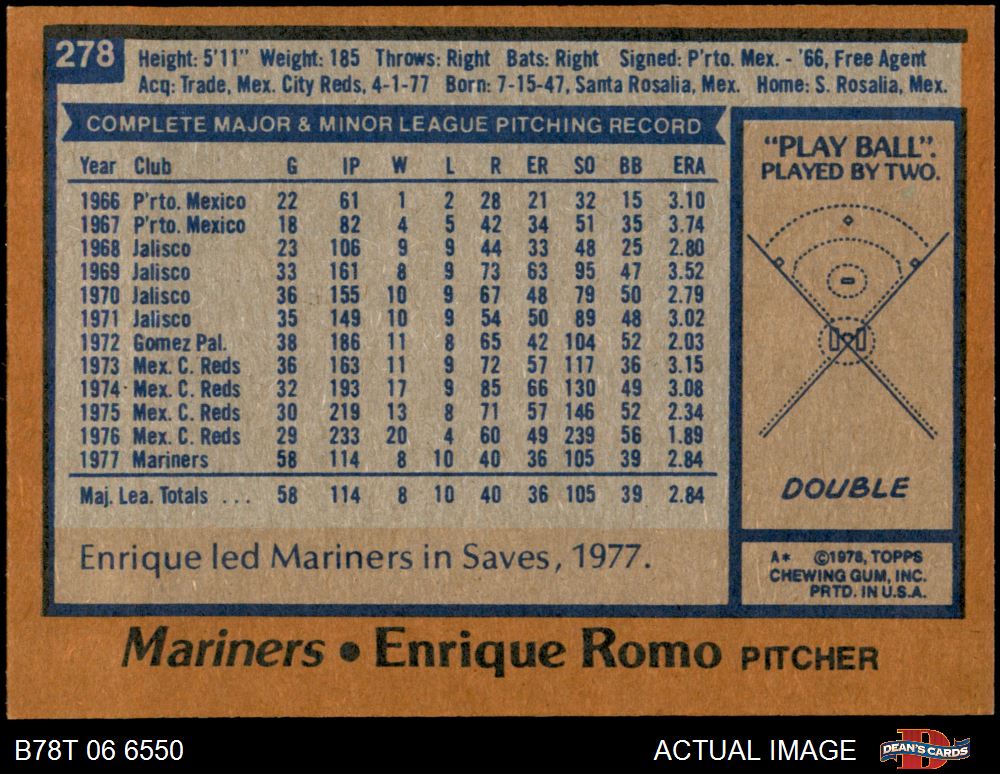 278
Height: 5'11" Weight: 185 Throws: Right Bats: Right Signed: P'rto. Mex. - '66, Free Agent
Acq: Trade, Mex. City Reds, 4-1-77 Born: 7-15-47, Santa Rosalia, Mex. Home: S. Rosalia, Mex.
COMPLETE MAJOR & MINOR LEAGUE PITCHING RECORD
Year Club G IP W L R ER SO BB ERA
1966 P'rto. Mexico 22 61 1 2 28 21 32 15 3.10
1967 P'rto. Mexico 18 82 4 5 42 34 51 35 3.74
1968 Jalisco 23 106 9 9 44 33 48 25 2.80
1969 Jalisco 33 161 8 9 73 63 95 47 3.52
1970 Jalisco 36 155 10 9 67 48 79 50 2.79
1971 Jalisco 35 149 10 9 54 50 89 48 3.02
1972 Gomez Pal. 38 186 11 8 65 42 104 52 2.03
1973 Mex. C. Reds 36 163 11 9 72 57 117 36 3.15
1974 Mex. C. Reds 32 193 17 9 85 66 130 49 3.08
1975 Mex. C. Reds 30 219 13 8 71 57 146 52 2.34
1976 Mex. C. Reds 29 233 20 4 60 49 239 56 1.89
1977 Mariners 58 114 8 10 40 36 105 39 2.84
Maj. Lea. Totals ... 58 114 8 10 40 36 105 39 2.84
Enrique led Mariners in Saves, 1977.
"PLAY BALL".
PLAYED BY TWO.
DOUBLE
A* ©1978, TOPPS
CHEWING GUM, INC.
PRTD. IN U.S.A.
Mariners • Enrique Romo PITCHER
B78T 06 6550
ACTUAL IMAGE
D
DEAN'S CARDS